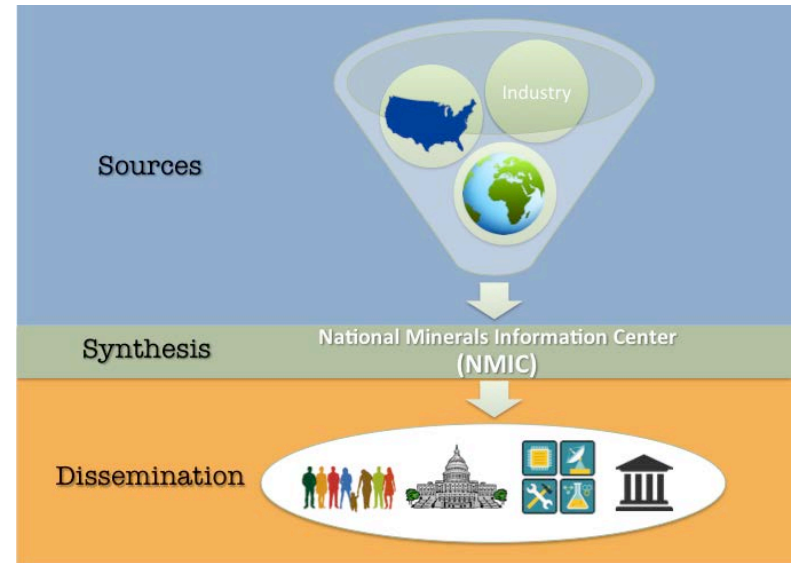 Industry
Sources
National Minerals Information Center
Synthesis
(NMIC)
Dissemination